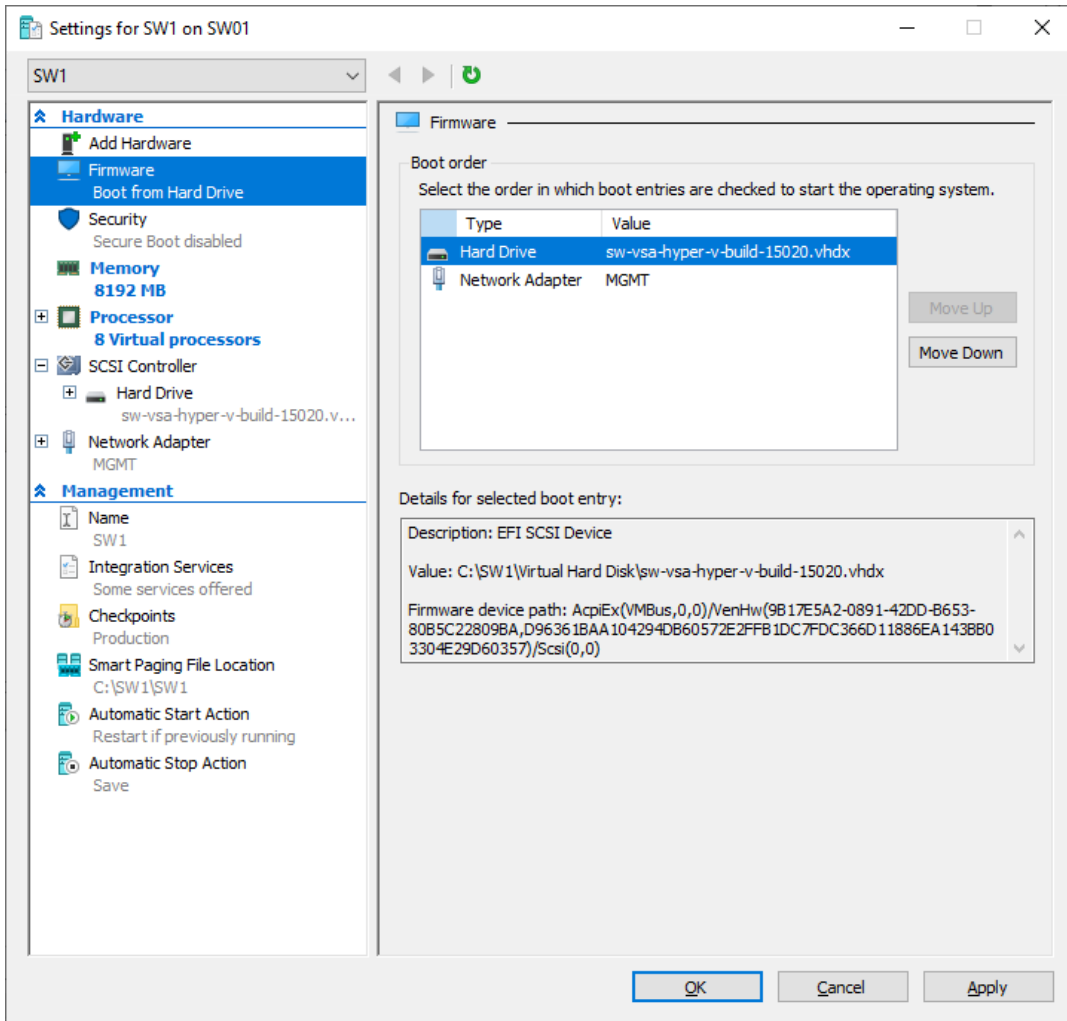 Settings for SW1 on SW01
SW1
Hardware
Add Hardware
Firmware
Boot from Hard Drive
Security
Secure Boot disabled
Memory
8192 MB
Processor
8 Virtual processors
SCSI Controller
Hard Drive
sw-vsa-hyper-v-build-15020.v...
Network Adapter
MGMT
Management
Name
SW1
Integration Services
Some services offered
Checkpoints
Production
Smart Paging File Location
C:\SW1\SW1
Automatic Start Action
Restart if previously running
Automatic Stop Action
Save
Firmware
Boot order
Select the order in which boot entries are checked to start the operating system.
Type Value
Hard Drive sw-vsa-hyper-v-build-15020.vhdx
Network Adapter MGMT
Move Up
Move Down
Details for selected boot entry:
Description: EFI SCSI Device
Value: C:\SW1\Virtual Hard Disk\sw-vsa-hyper-v-build-15020.vhdx
Firmware device path: AcpiEx(VMBus,0,0)/VenHw(9B17E5A2-0891-42DD-B653-
80B5C22809BA,D96361BAA104294DB60572E2FFB1DC7FDC366D11886EA143BB0
3304E29D60357)/Scsi(0,0)
OK
Cancel
Apply